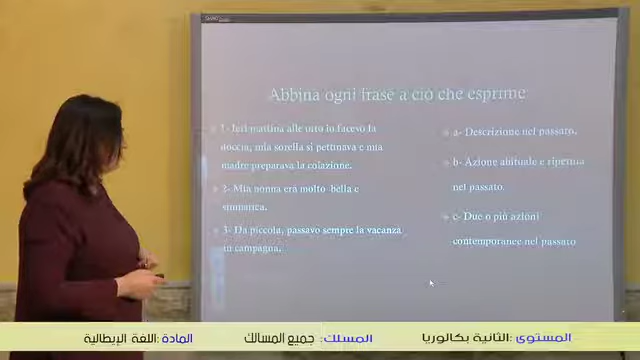 SMART
Abbina ogni frase a ciò che esprime
1- Ieri mattina alle otto io facevo la
doccia, mia sorella si pettinava e mia
madre preparava la colazione.
2- Mia nonna era molto bella e
simpatica.
3- Da piccola, passavo sempre la vacanza
in campagna.
a- Descrizione nel passato.
b- Azione abituale e ripetuta
nel passato.
c- Due o più azioni
contemporanee nel passato
المستوى :الثانية بكالوريا
المسلك: جميع المسالك
المادة :اللغة الإيطالية